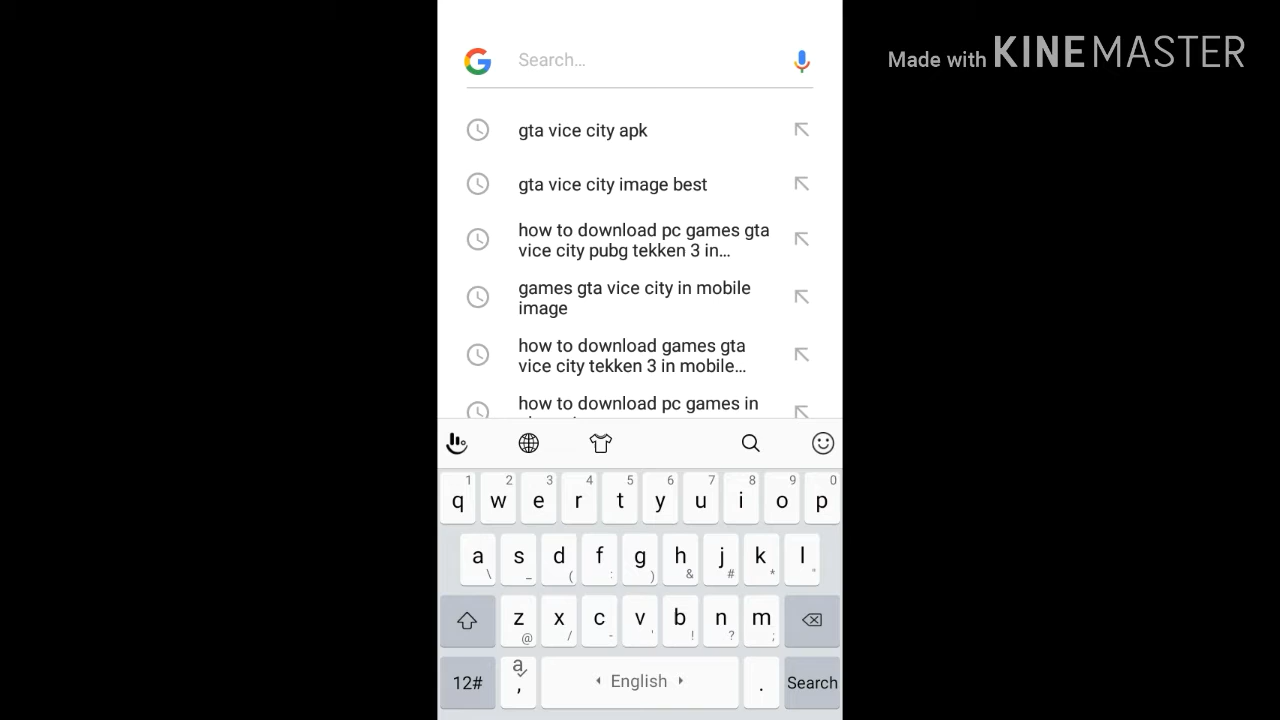 Made with KINEMASTER
Search...
gta vice city apk
gta vice city image best
how to download pc games gta
vice city pubg tekken 3 in...
games gta vice city in mobile
image
how to download games gta
vice city tekken 3 in mobile...
how to download pc games in
1 2 3 4 5 6 7 8 9 0
q w e r t y u i o p
a s d f g h j k l
\ _ ( : ) & # * "
z x c v b n m
@ / - ' ! ? ;
12# , English . Search